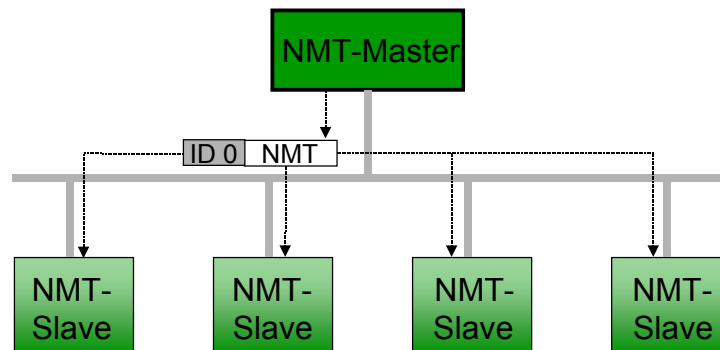 NMT-Master
ID 0 NMT
NMT-
Slave
NMT-
Slave
NMT-
Slave
NMT-
Slave